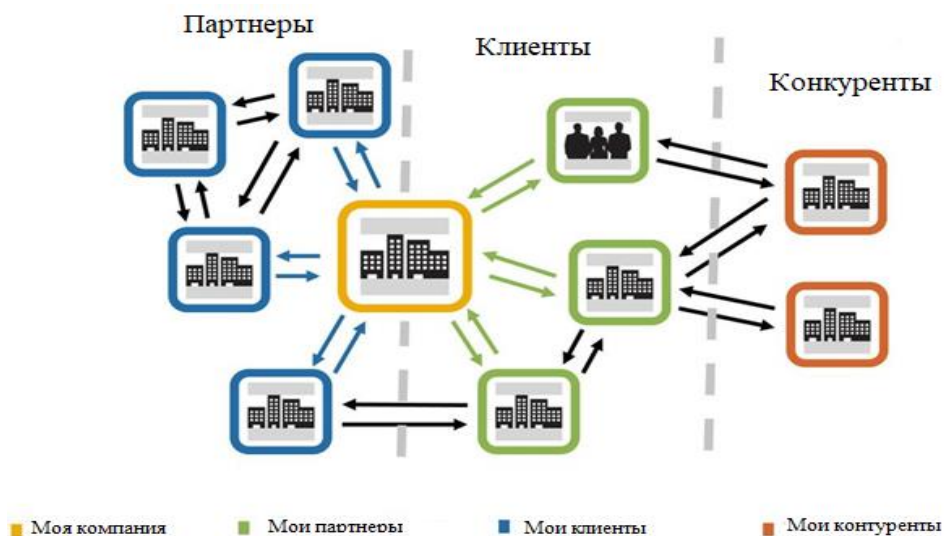 Партнеры
Клиенты
Конкуренты
Моя компания
Мои партнеры
Мои клиенты
Мои контуренты